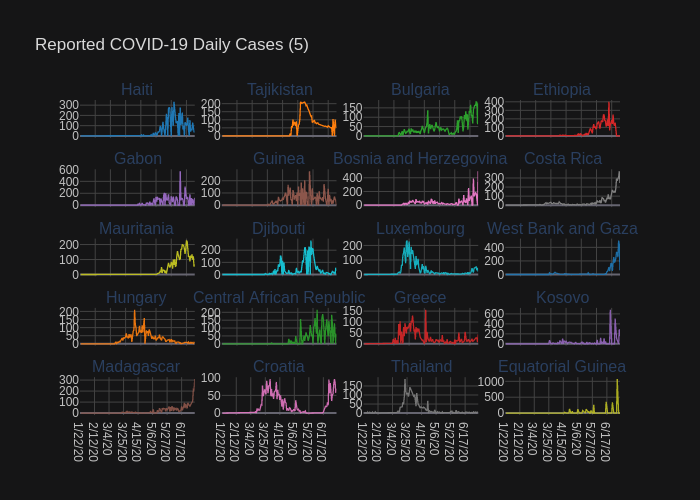 Reported COVID-19 Daily Cases (5)
Haiti Tajikistan Bulgaria Ethiopia
300 200 100 0 200 150 100 50 0 150 100 50 0 400 300 200 100 0
Gabon Guinea Bosnia and Herzegovina Costa Rica
600 400 200 0 200 100 0 400 200 0 300 200 100 0
Mauritania Djibouti Luxembourg West Bank and Gaza
200 100 0 200 100 0 200 100 0 400 200 0
Hungary Central African Republic Greece Kosovo
200 150 100 50 0 200 150 100 50 0 150 100 50 0 600 400 200 0
Madagascar Croatia Thailand Equatorial Guinea
300 200 100 0 100 50 0 150 100 50 0 1000 500 0
1/22/20 2/12/20 3/4/20 3/25/20 4/15/20 5/6/20 5/27/20 6/17/20 1/22/20 2/12/20 3/4/20 3/25/20 4/15/20 5/6/20 5/27/20 6/17/20 1/22/20 2/12/20 3/4/20 3/25/20 4/15/20 5/6/20 5/27/20 6/17/20 1/22/20 2/12/20 3/4/20 3/25/20 4/15/20 5/6/20 5/27/20 6/17/20